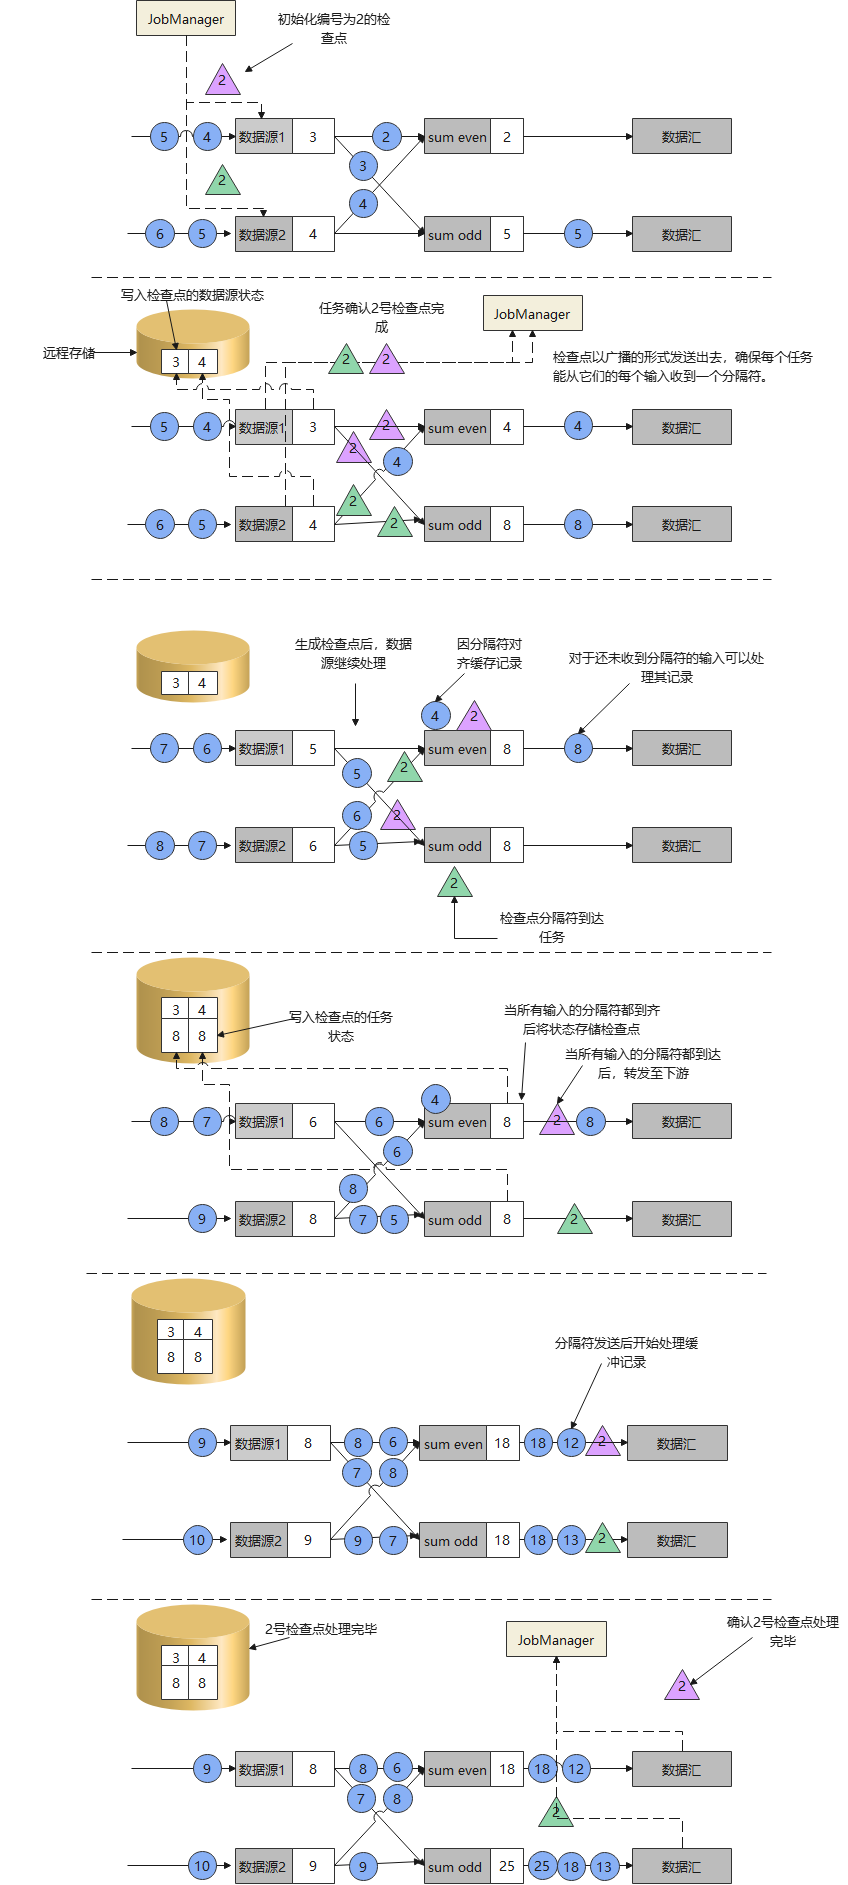 JobManager
初始化编号为2的检
查点
2
5
4
数据源1
3
2
sum even
2
数据汇
3
2
4
6
5
数据源2
4
sum odd
5
5
数据汇
写入检查点的数据源状态
任务确认2号检查点完
成
JobManager
远程存储
3
4
2
2
检查点以广播的形式发送出去，确保每个任务
能从它们的每个输入收到一个分隔符。
5
4
数据源1
3
2
sum even
4
4
数据汇
2
4
2
6
5
数据源2
4
2
sum odd
8
8
数据汇
3
4
生成检查点后，数据
源继续处理
因分隔符对
齐缓存记录
对于还未收到分隔符的输入可以处
理其记录
4
2
7
6
数据源1
5
sum even
8
8
数据汇
5
2
6
2
8
7
数据源2
6
5
sum odd
8
数据汇
2
检查点分隔符到达
任务
3
4
8
8
写入检查点的任务
状态
当所有输入的分隔符都到齐
后将状态存储检查点
当所有输入的分隔符都到达
后，转发至下游
4
8
7
数据源1
6
6
sum even
8
2
8
数据汇
6
8
9
数据源2
8
7
5
sum odd
8
2
数据汇
3
4
8
8
分隔符发送后开始处理缓
冲记录
9
数据源1
8
8
6
sum even
18
18
12
2
数据汇
7
8
10
数据源2
9
9
7
sum odd
18
18
13
2
数据汇
3
4
8
8
2号检查点处理完毕
JobManager
确认2号检查点处理
完毕
2
9
数据源1
8
8
6
sum even
18
18
12
数据汇
7
8
2
10
数据源2
9
9
sum odd
25
25
18
13
数据汇